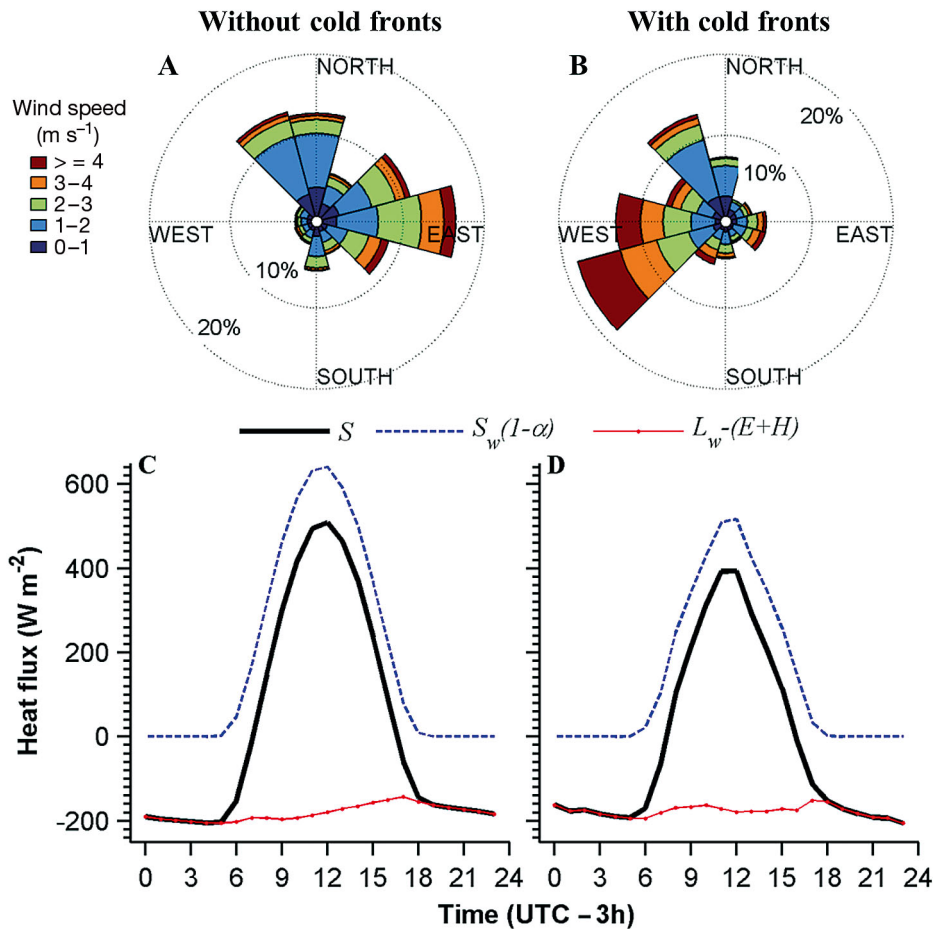 Without cold fronts
With cold fronts
A
NORTH
WEST
EAST
SOUTH
10%
20%
B
NORTH
20%
10%
WEST
EAST
SOUTH
Wind speed
(m s⁻¹)
> = 4
3–4
2–3
1–2
0–1
S
S_w(1-α)
L_w-(E+H)
C
D
Heat flux (W m⁻²)
600
400
200
0
-200
0 3 6 9 12 15 18 21 24
0 3 6 9 12 15 18 21 24
Time (UTC – 3h)